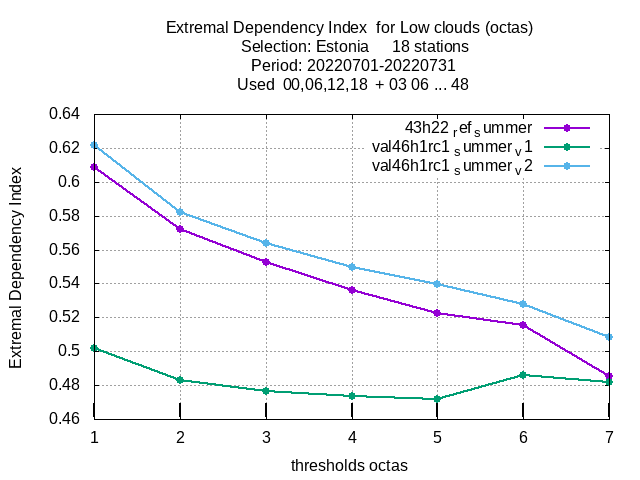 Extremal Dependency Index  for Low clouds (octas)
Selection: Estonia     18 stations
Period: 20220701-20220731
Used  00,06,12,18  + 03 06 ... 48
43h22 ref summer
val46h1rc1 summer v1
val46h1rc1 summer v2
Extremal Dependency Index
0.64
0.62
0.6
0.58
0.56
0.54
0.52
0.5
0.48
0.46
1 2 3 4 5 6 7
thresholds octas